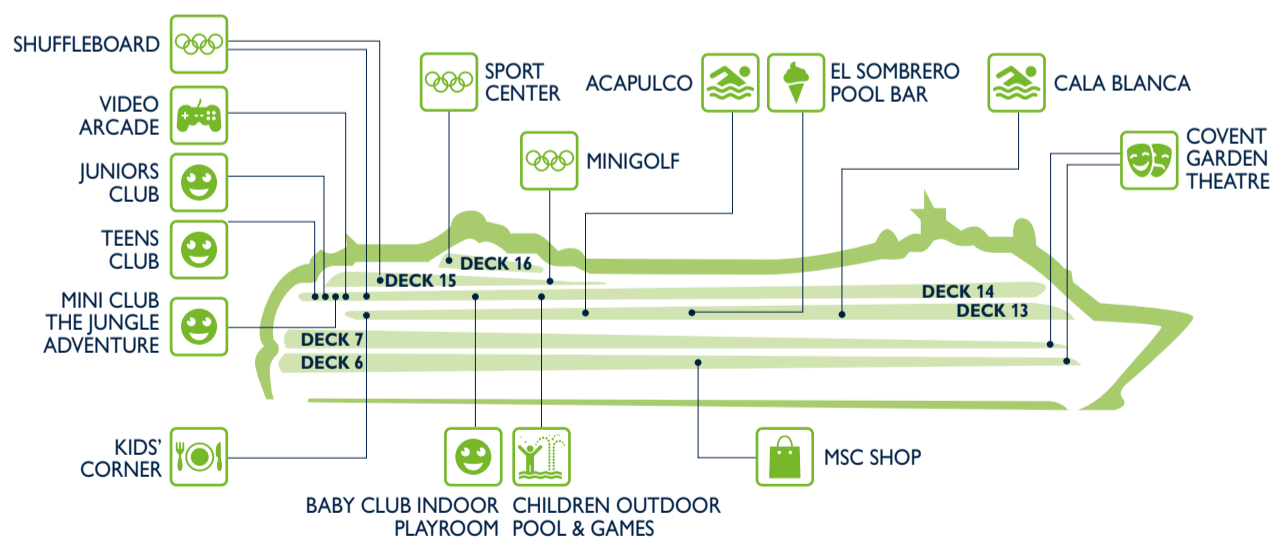 SHUFFLEBOARD
VIDEO
ARCADE
JUNIORS
CLUB
TEENS
CLUB
MINI CLUB
THE JUNGLE
ADVENTURE
KIDS'
CORNER
SPORT
CENTER
MINIGOLF
ACAPULCO
EL SOMBRERO
POOL BAR
CALA BLANCA
COVENT
GARDEN
THEATRE
DECK 16
DECK 15
DECK 14
DECK 13
DECK 7
DECK 6
BABY CLUB INDOOR
PLAYROOM
CHILDREN OUTDOOR
POOL & GAMES
MSC SHOP